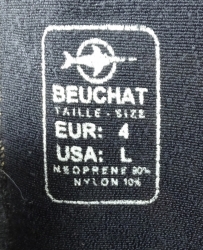 BEUCHAT
TAILLE - SIZE
EUR: 4
USA: L
NEOPRENE 90%
NYLON 10%